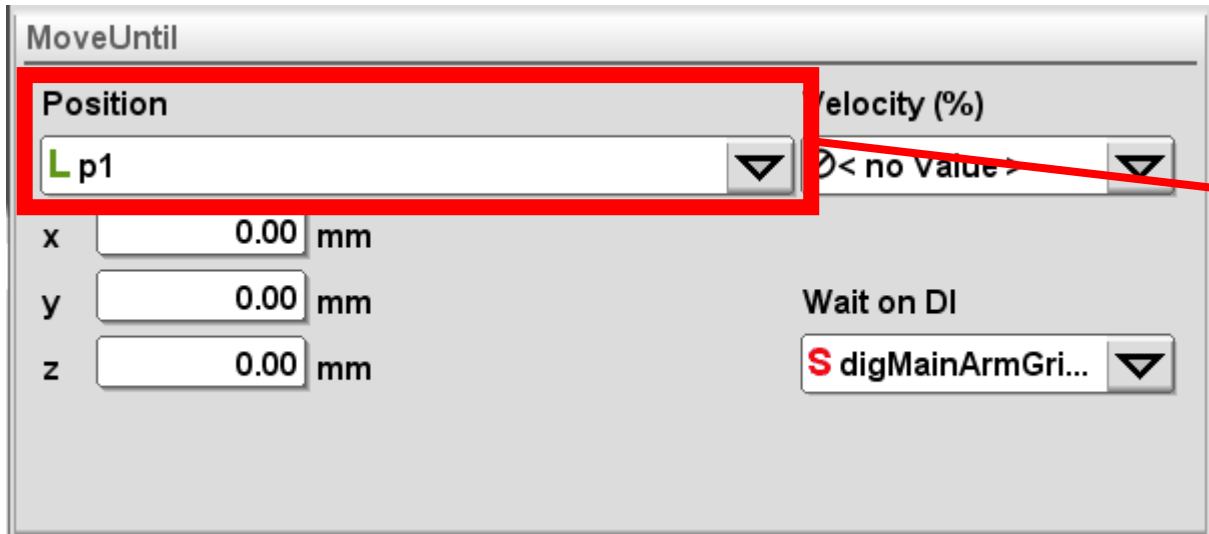 MoveUntil
Position
Velocity (%)
L p1
< no Value >
x 0.00 mm
y 0.00 mm
Wait on DI
z 0.00 mm
S digMainArmGri...